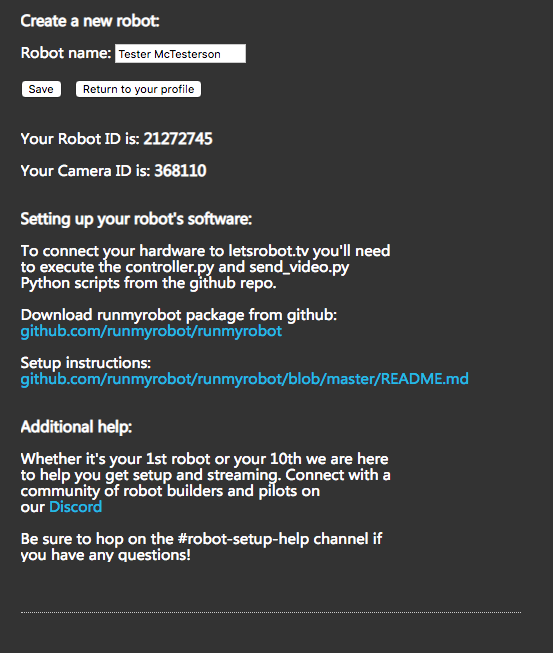 Create a new robot:
Robot name: Tester McTesterson
Save Return to your profile
Your Robot ID is: 21272745
Your Camera ID is: 368110
Setting up your robot's software:
To connect your hardware to letsrobot.tv you'll need
to execute the controller.py and send_video.py
Python scripts from the github repo.
Download runmyrobot package from github:
github.com/runmyrobot/runmyrobot
Setup instructions:
github.com/runmyrobot/runmyrobot/blob/master/README.md
Additional help:
Whether it's your 1st robot or your 10th we are here
to help you get setup and streaming. Connect with a
community of robot builders and pilots on
our Discord
Be sure to hop on the #robot-setup-help channel if
you have any questions!